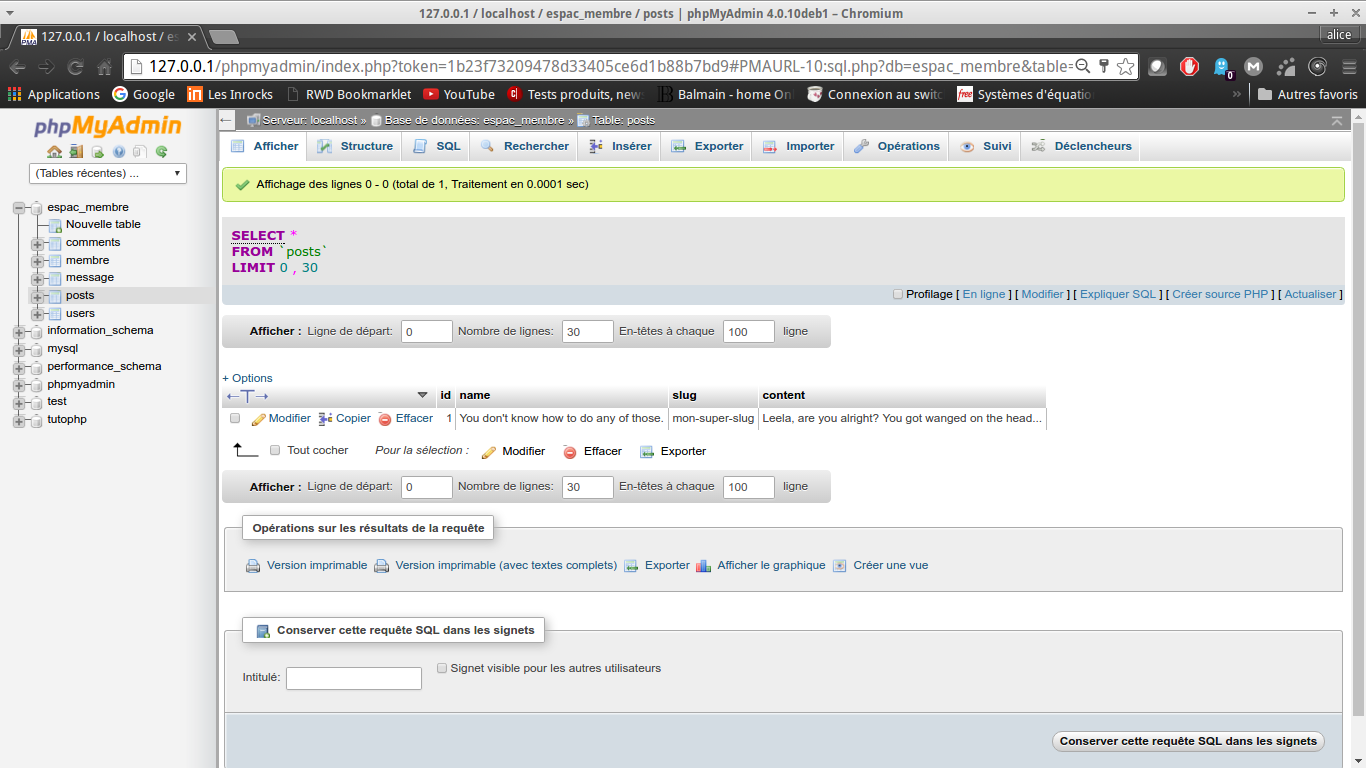 127.0.0.1 / localhost / espac_membre / posts | phpMyAdmin 4.0.10deb1 – Chromium
127.0.0.1 / localhost / es
alice
127.0.0.1/phpmyadmin/index.php?token=1b23f73209478d33405ce6d1b88b7bd9#PMAURL-10:sql.php?db=espac_membre&table=
Applications Google Les Inrocks RWD Bookmarklet YouTube Tests produits, new Balmain - home On Connexion au switc free Systèmes d'équatio » Autres favoris
phpMyAdmin
(Tables récentes) ...
espac_membre
Nouvelle table
comments
membre
message
posts
users
information_schema
mysql
performance_schema
phpmyadmin
test
tutophp
Serveur: localhost » Base de données: espac_membre » Table: posts
Afficher Structure SQL Rechercher Insérer Exporter Importer Opérations Suivi Déclencheurs
Affichage des lignes 0 - 0 (total de 1, Traitement en 0.0001 sec)
SELECT *
FROM `posts`
LIMIT 0 , 30
Profilage [ En ligne ] [ Modifier ] [ Expliquer SQL ] [ Créer source PHP ] [ Actualiser ]
Afficher : Ligne de départ: 0 Nombre de lignes: 30 En-têtes à chaque 100 ligne
+ Options
←T→ id name slug content
Modifier Copier Effacer 1 You don't know how to do any of those. mon-super-slug Leela, are you alright? You got wanged on the head...
Tout cocher Pour la sélection : Modifier Effacer Exporter
Afficher : Ligne de départ: 0 Nombre de lignes: 30 En-têtes à chaque 100 ligne
Opérations sur les résultats de la requête
Version imprimable Version imprimable (avec textes complets) Exporter Afficher le graphique Créer une vue
Conserver cette requête SQL dans les signets
Intitulé: Signet visible pour les autres utilisateurs
Conserver cette requête SQL dans les signets